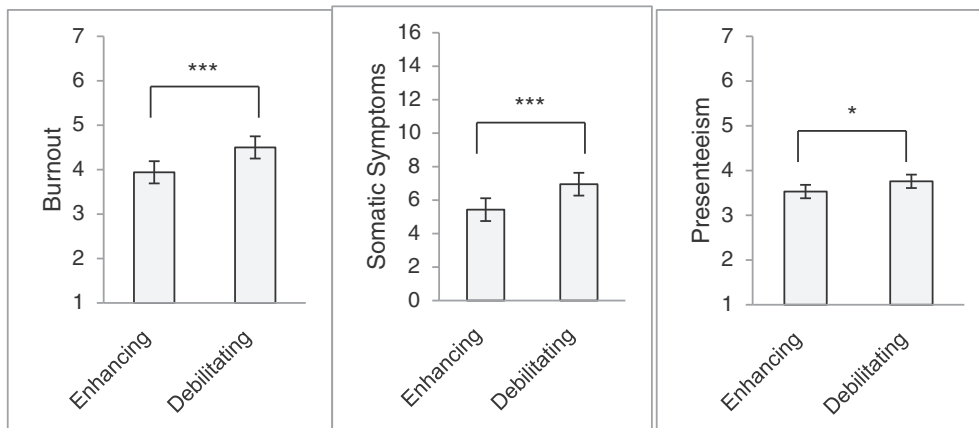 Burnout
7
6
5
4
3
2
1
***
Enhancing
Debilitating
Somatic Symptoms
16
14
12
10
8
6
4
2
0
***
Enhancing
Debilitating
Presenteeism
7
6
5
4
3
2
1
*
Enhancing
Debilitating